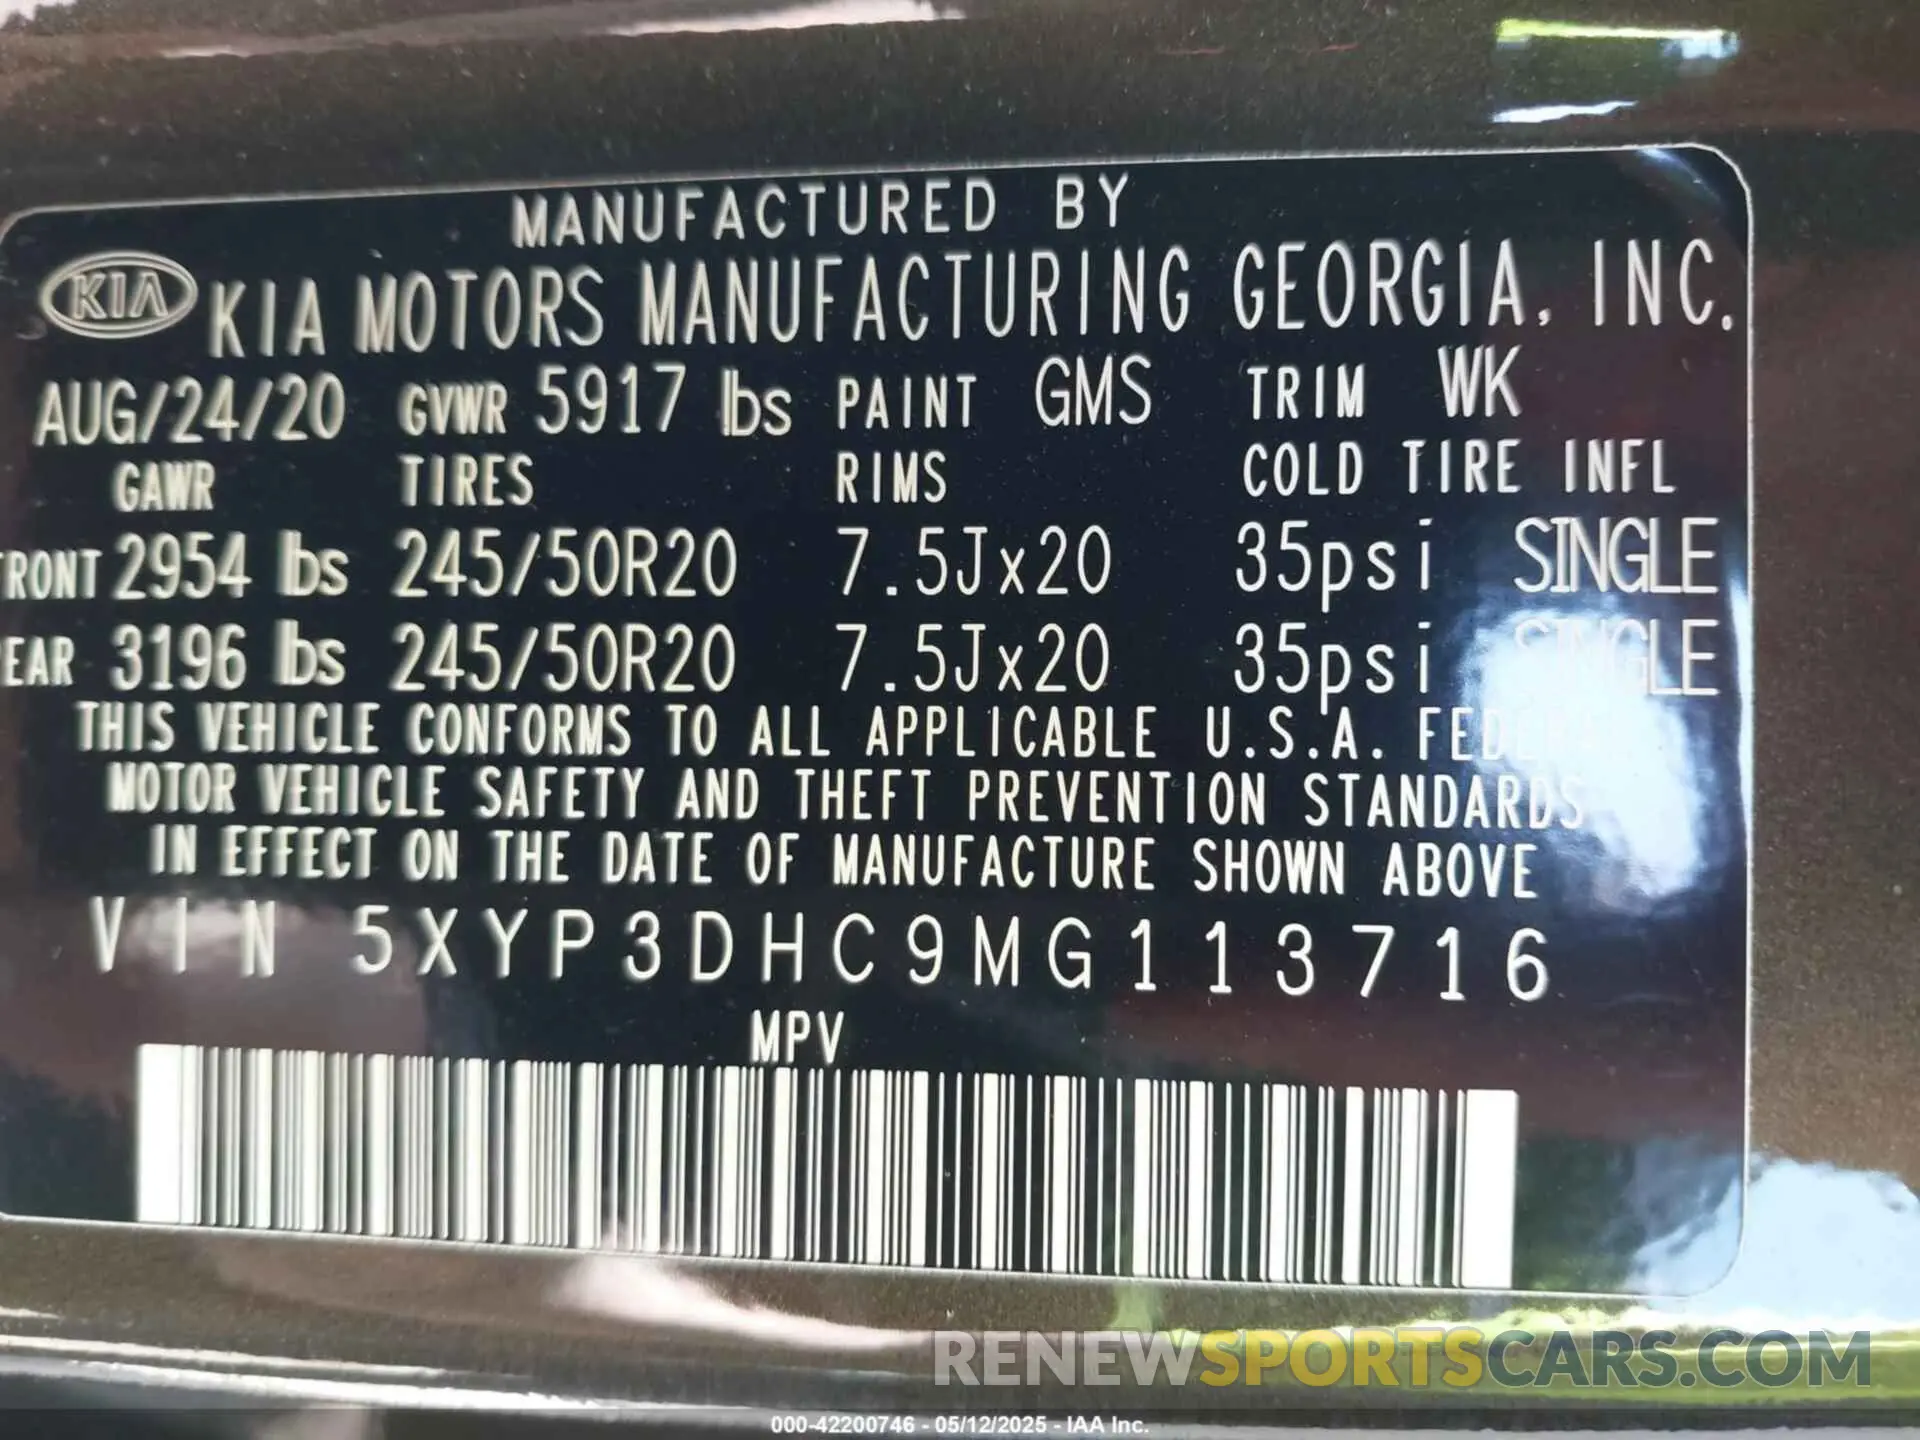 MANUFACTURED BY
KIA KIA MOTORS MANUFACTURING GEORGIA, INC.
AUG/24/20 GVWR 5917 lbs PAINT GMS TRIM WK
GAWR TIRES RIMS COLD TIRE INFL
FRONT 2954 lbs 245/50R20 7.5Jx20 35psi SINGLE
REAR 3196 lbs 245/50R20 7.5Jx20 35psi SINGLE
THIS VEHICLE CONFORMS TO ALL APPLICABLE U.S.A. FEDERAL
MOTOR VEHICLE SAFETY AND THEFT PREVENTION STANDARDS
IN EFFECT ON THE DATE OF MANUFACTURE SHOWN ABOVE
VIN 5XYP3DHC9MG113716
MPV
RENEWSPORTSCARS.COM
000-42200746 - 05/12/2025 - IAA Inc.